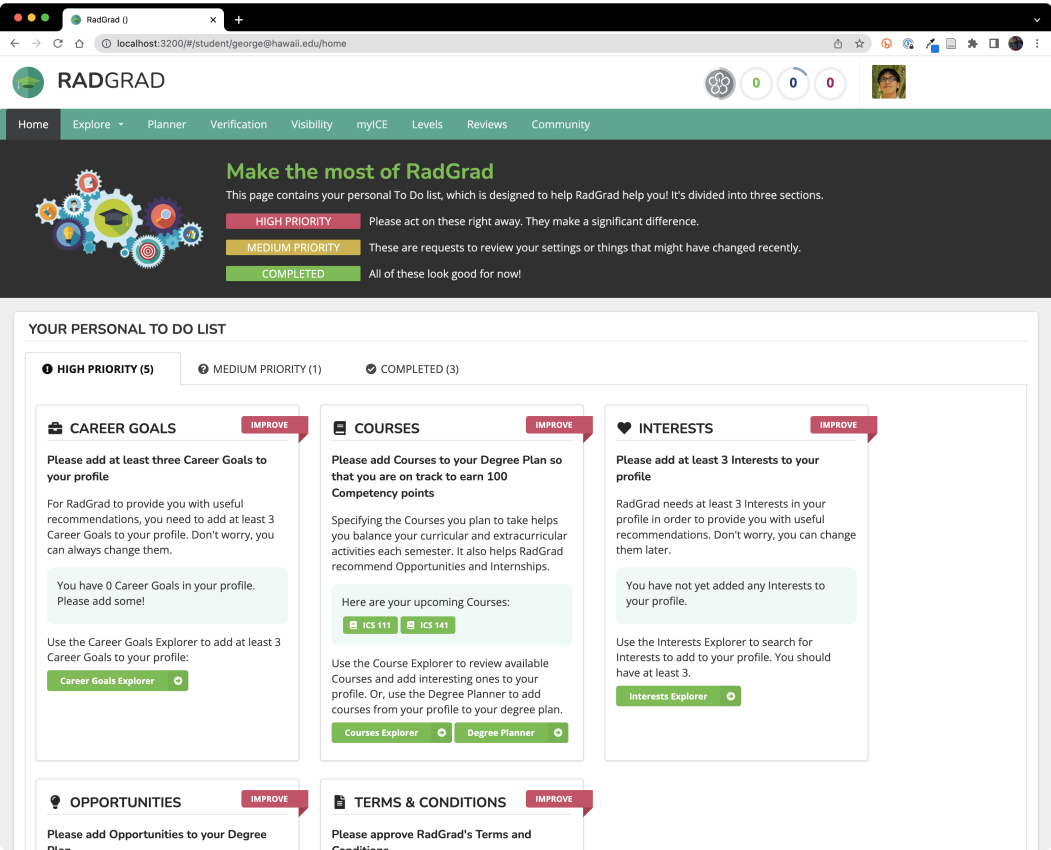 RadGrad ()
localhost:3200/#/student/george@hawaii.edu/home
RADGRAD
0 0 0
Home Explore Planner Verification Visibility myICE Levels Reviews Community
Make the most of RadGrad
This page contains your personal To Do list, which is designed to help RadGrad help you! It's divided into three sections.
HIGH PRIORITY Please act on these right away. They make a significant difference.
MEDIUM PRIORITY These are requests to review your settings or things that might have changed recently.
COMPLETED All of these look good for now!
YOUR PERSONAL TO DO LIST
HIGH PRIORITY (5) MEDIUM PRIORITY (1) COMPLETED (3)
CAREER GOALS
IMPROVE
Please add at least three Career Goals to
your profile
For RadGrad to provide you with useful
recommendations, you need to add at least 3
Career Goals to your profile. Don't worry, you
can always change them.
You have 0 Career Goals in your profile.
Please add some!
Use the Career Goals Explorer to add at least 3
Career Goals to your profile:
Career Goals Explorer
COURSES
IMPROVE
Please add Courses to your Degree Plan so
that you are on track to earn 100
Competency points
Specifying the Courses you plan to take helps
you balance your curricular and extracurricular
activities each semester. It also helps RadGrad
recommend Opportunities and Internships.
Here are your upcoming Courses:
ICS 111 ICS 141
Use the Course Explorer to review available
Courses and add interesting ones to your
profile. Or, use the Degree Planner to add
courses from your profile to your degree plan.
Courses Explorer Degree Planner
INTERESTS
IMPROVE
Please add at least 3 Interests to your
profile
RadGrad needs at least 3 Interests in your
profile in order to provide you with useful
recommendations. Don't worry, you can change
them later.
You have not yet added any Interests to
your profile.
Use the Interests Explorer to search for
Interests to add to your profile. You should
have at least 3.
Interests Explorer
OPPORTUNITIES
IMPROVE
Please add Opportunities to your Degree
Plan
TERMS & CONDITIONS
IMPROVE
Please approve RadGrad's Terms and
Conditions